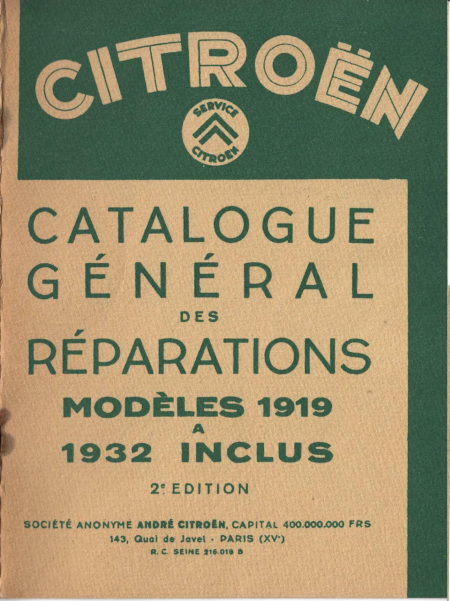 CITROËN
SERVICE
CITROËN
CATALOGUE
GÉNÉRAL
DES
RÉPARATIONS
MODÈLES 1919
A
1932 INCLUS
2e EDITION
SOCIÉTÉ ANONYME ANDRÉ CITROËN, CAPITAL 400.000.000 FRS
143, Quai de Javel - PARIS (XVe)
R. C. SEINE 216.018 B